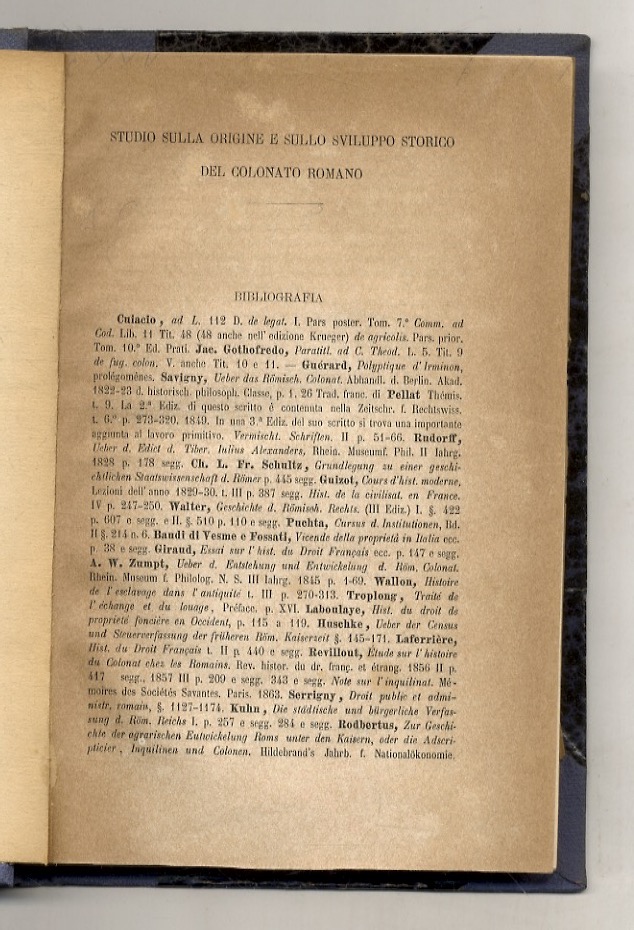 STUDIO SULLA ORIGINE E SULLO SVILUPPO STORICO
DEL COLONATO ROMANO
BIBLIOGRAFIA
Cuiacio, ad L. 112 D. de legat. I. Pars poster. Tom. 7.º Comm. ad
Cod. Lib. 11 Tit. 48 (48 anche nell'edizione Krueger) de agricolis. Pars. prior.
Tom. 10.º Ed. Prati. Jac. Gothofredo, Paratitl. ad C. Theod. L. 5. Tit. 9
de fug. colon. V. anche Tit. 10 e 11. — Guérard, Polyptique d'Irminon,
prolégomênes. Savigny, Ueber das Römisch. Colonat. Abhandl. d. Berlin. Akad.
1822-23 d. historisch. philosoph. Classe, p. 1, 26 Trad. franc. di Pellat Thémis.
t. 9. La 2.ª Ediz. di questo scritto é contenuta nella Zeitschr. f. Rechtswiss.
t. 6.º p. 273-320. 1849. In una 3.ª Ediz. del suo scritto si trova una importante
aggiunta al lavoro primitivo. Vermischt. Schriften. II p. 51-66. Rudorff,
Ueber d. Edict d. Tiber. Iulius Alexanders, Rhein. Museumf. Phil. II Iahrg.
1828 p. 178 segg. Ch. L. Fr. Schultz, Grundlegung zu einer geschi-
chtlichen Staatswissenschaft d. Römer p. 445 segg. Guizot, Cours d'hist. moderne,
Lezioni dell'anno 1829-30. t. III p. 387 segg. Hist. de la civilisat. en France.
IV p. 247-250. Walter, Geschichte d. Römisch. Rechts. (III Ediz.) I. §. 422
p. 607 e segg. e II. §. 510 p. 110 e segg. Puchta, Cursus d. Institutionen, Bd.
II §. 214 n. 6. Baudi di Vesme e Fossati, Vicende della proprietà in Italia ecc.
p. 38 e segg. Giraud, Essai sur l'hist. du Droit Français ecc. p. 147 e segg.
A. W. Zumpt, Ueber d. Entstehung und Entwickelung d. Röm. Colonat.
Rhein. Museum f. Philolog. N. S. III Iahrg. 1845 p. 1-69. Wallon, Histoire
de l'esclavage dans l'antiquité t. III p. 270-313. Troplong, Traité de
l'échange et du louage, Préface. p. XVI. Laboulaye, Hist. du droit de
proprieté foncière en Occident, p. 115 a 119. Huschke, Ueber der Census
und Steuerverfassung der früheren Röm. Kaiserzeit §. 145-171. Laferrière,
Hist. du Droit Français t. II p. 440 e segg. Revillout, Étude sur l'histoire
du Colonat chez les Romains. Rev. histor. du dr. franç. et étrang. 1856 II p.
417 segg., 1857 III p. 209 e segg. 343 e segg. Note sur l'inquilinat. Mé-
moires des Sociétés Savantes. Paris. 1863. Serrigny, Droit public et admi-
nistr. romain, §. 1127-1174. Kuhn, Die städtische und bürgerliche Verfas-
sung d. Röm. Reichs I. p. 257 e segg. 284 e segg. Rodbertus, Zur Geschi-
chte der agrarischen Entwickelung Roms unter den Kaisern, oder die Adscri-
pticier, Inquilinen und Colonen. Hildebrand's Jahrb. f. Nationalökonomie.